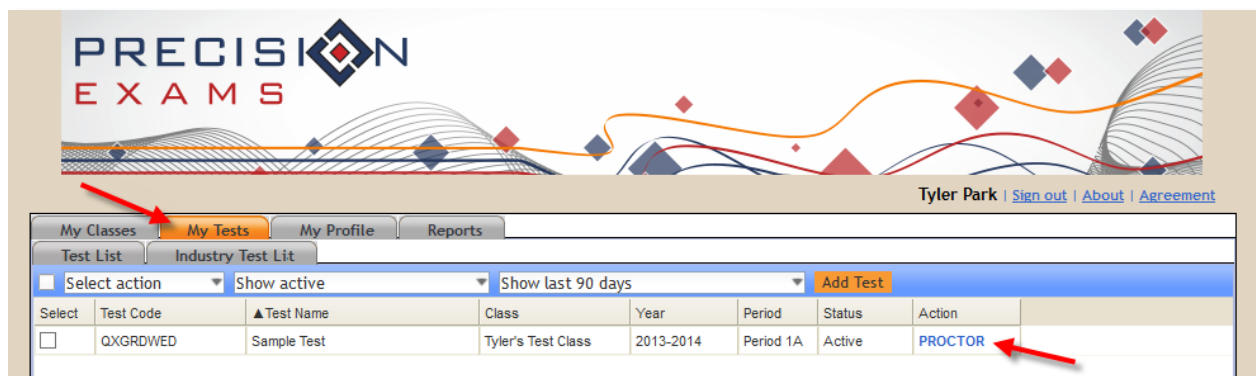 PRECISION
EXAMS
Tyler Park | Sign out | About | Agreement
My Classes My Tests My Profile Reports
Test List Industry Test Lit
Select action Show active Show last 90 days Add Test
Select Test Code ▲Test Name Class Year Period Status Action
QXGRDWED Sample Test Tyler's Test Class 2013-2014 Period 1A Active PROCTOR